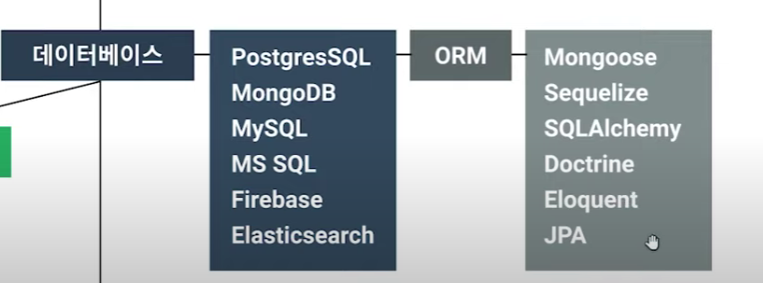 데이터베이스
PostgresSQL
MongoDB
MySQL
MS SQL
Firebase
Elasticsearch
ORM
Mongoose
Sequelize
SQLAlchemy
Doctrine
Eloquent
JPA